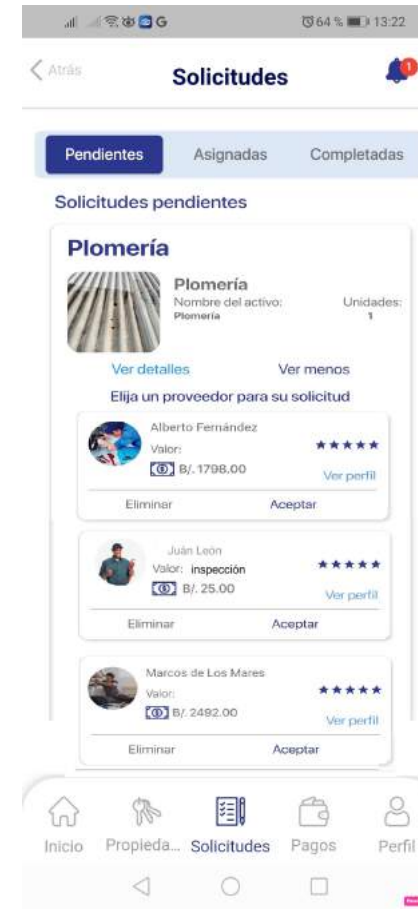 G 64 % 13:22
Atrás
Solicitudes
1
Pendientes Asignadas Completadas
Solicitudes pendientes
Plomería
Plomería
Nombre del activo: Unidades:
Plomería 1
Ver detalles Ver menos
Elija un proveedor para su solicitud
Alberto Fernández
Valor:
B/. 1798.00
Ver perfil
Eliminar Aceptar
Juán León
Valor: inspección
B/. 25.00
Ver perfil
Eliminar Aceptar
Marcos de Los Mares
Valor:
B/. 2492.00
Ver perfil
Eliminar Aceptar
Inicio Propieda... Solicitudes Pagos Perfil